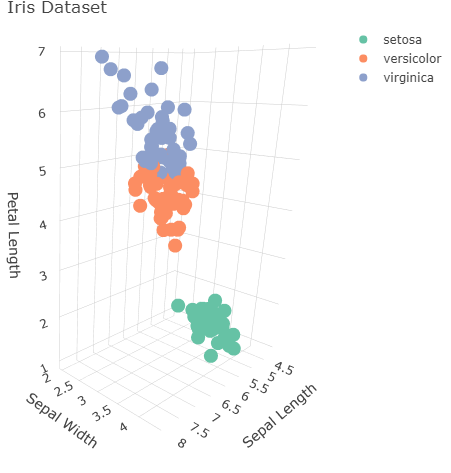 Iris Dataset
setosa
versicolor
virginica
7
6
5
4
3
2
1
Petal Length
2
2.5
3
3.5
4
Sepal Width
4.5
5
5.5
6
6.5
7
7.5
8
Sepal Length